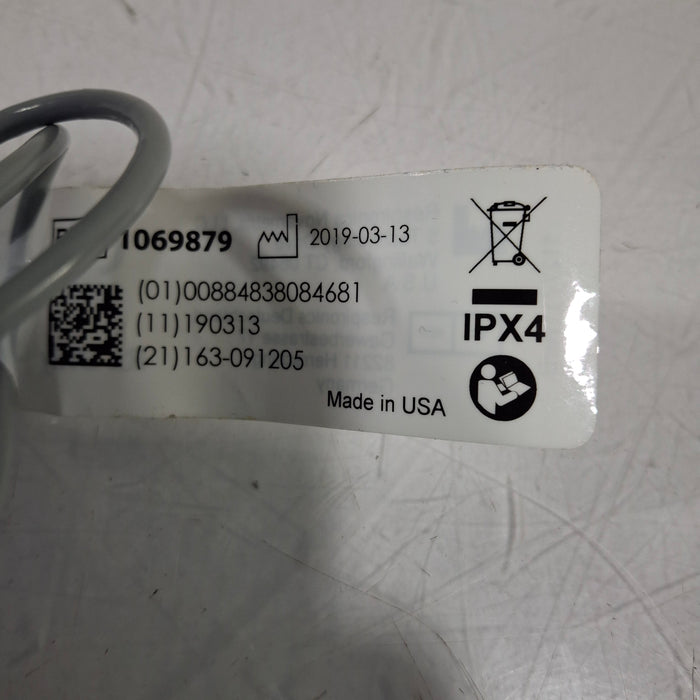 1069879 2019-03-13
(01)00884838084681
(11)190313
(21)163-091205
Made in USA
IPX4